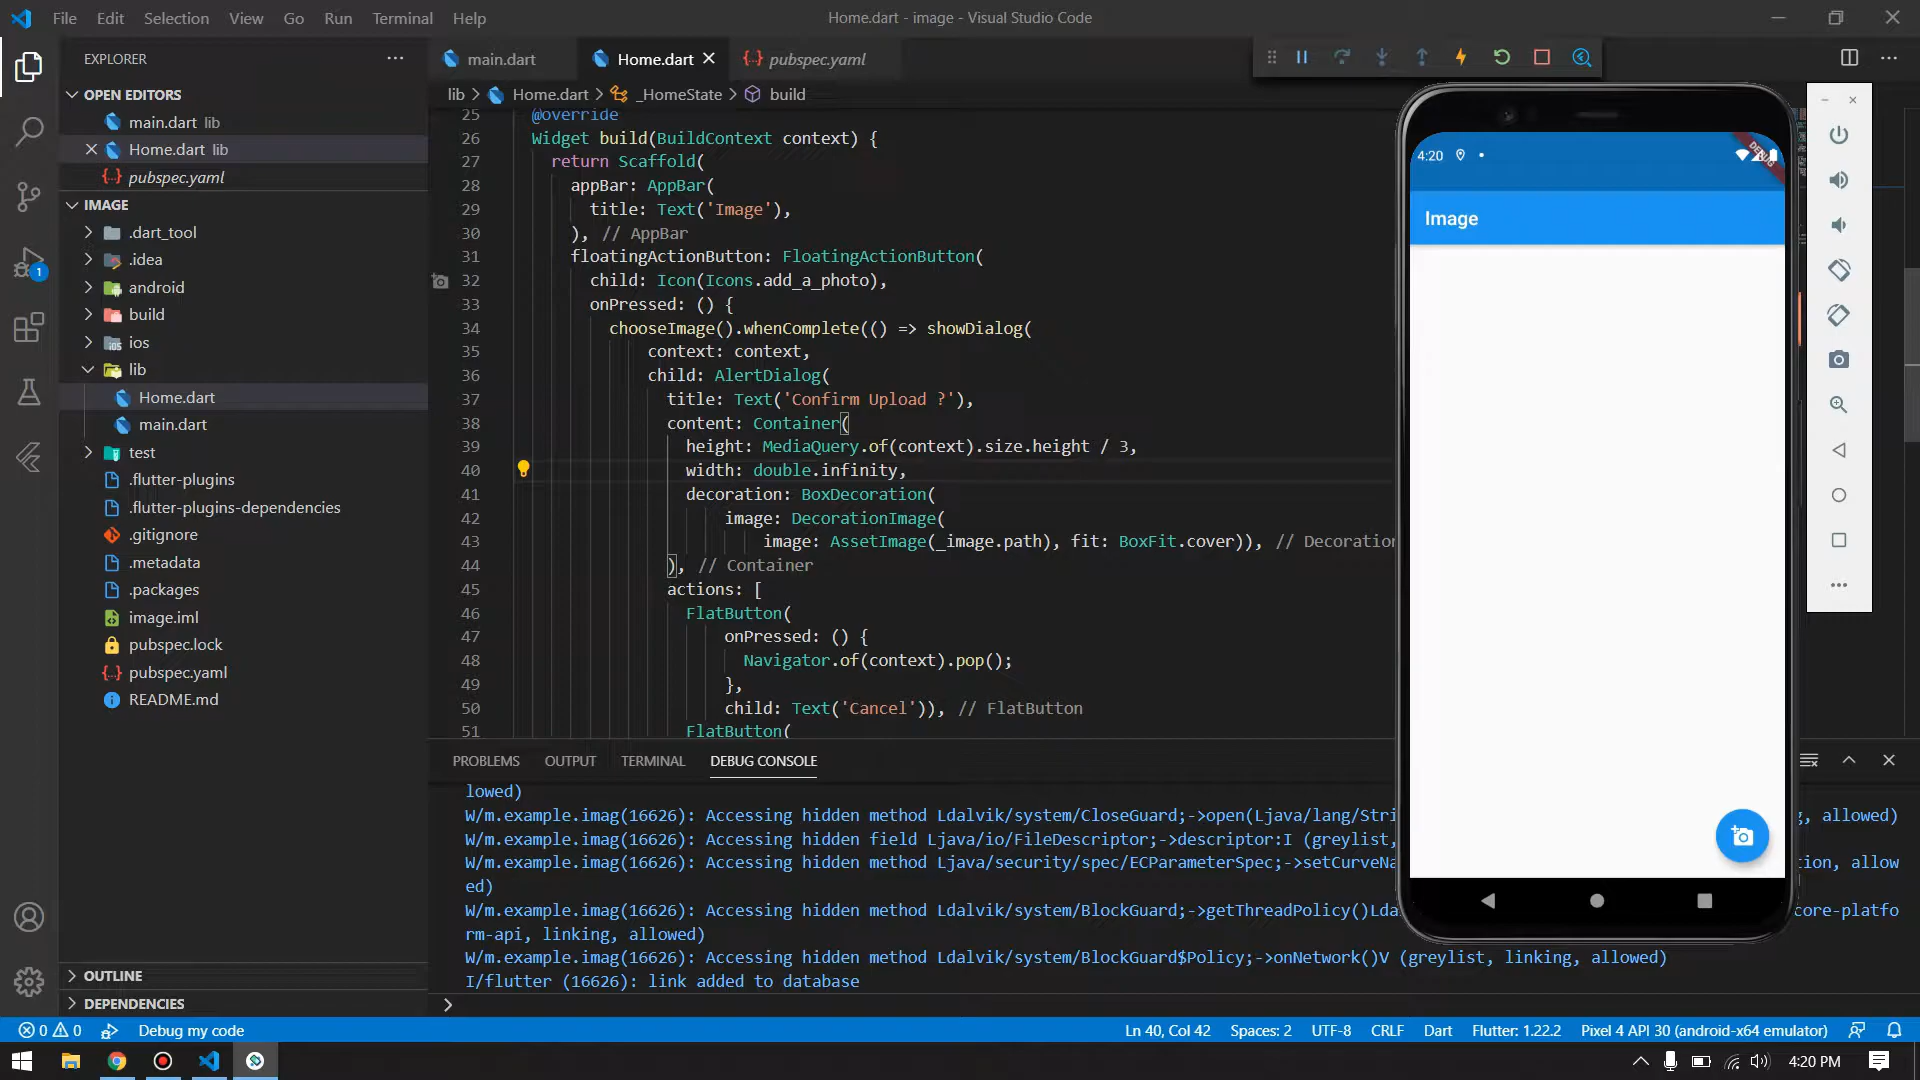 File Edit Selection View Go Run Terminal Help
Home.dart - image - Visual Studio Code
EXPLORER
OPEN EDITORS
main.dart lib
Home.dart lib
pubspec.yaml
IMAGE
.dart_tool
.idea
android
build
ios
lib
Home.dart
main.dart
test
.flutter-plugins
.flutter-plugins-dependencies
.gitignore
.metadata
.packages
image.iml
pubspec.lock
pubspec.yaml
README.md
OUTLINE
DEPENDENCIES
main.dart
Home.dart
pubspec.yaml
lib > Home.dart > _HomeState > build
25 @override
26 Widget build(BuildContext context) {
27 return Scaffold(
28 appBar: AppBar(
29 title: Text('Image'),
30 ), // AppBar
31 floatingActionButton: FloatingActionButton(
32 child: Icon(Icons.add_a_photo),
33 onPressed: () {
34 chooseImage().whenComplete(() => showDialog(
35 context: context,
36 child: AlertDialog(
37 title: Text('Confirm Upload ?'),
38 content: Container(
39 height: MediaQuery.of(context).size.height / 3,
40 width: double.infinity,
41 decoration: BoxDecoration(
42 image: DecorationImage(
43 image: AssetImage(_image.path), fit: BoxFit.cover)), // Decoration
44 ), // Container
45 actions: [
46 FlatButton(
47 onPressed: () {
48 Navigator.of(context).pop();
49 },
50 child: Text('Cancel')), // FlatButton
51 FlatButton(
PROBLEMS OUTPUT TERMINAL DEBUG CONSOLE
lowed)
W/m.example.imag(16626): Accessing hidden method Ldalvik/system/CloseGuard;->open(Ljava/lang/Stri g, allowed)
W/m.example.imag(16626): Accessing hidden field Ljava/io/FileDescriptor;->descriptor:I (greylist,
W/m.example.imag(16626): Accessing hidden method Ljava/security/spec/ECParameterSpec;->setCurveNa tion, allow
ed)
W/m.example.imag(16626): Accessing hidden method Ldalvik/system/BlockGuard;->getThreadPolicy()Lda core-platfo
rm-api, linking, allowed)
W/m.example.imag(16626): Accessing hidden method Ldalvik/system/BlockGuard$Policy;->onNetwork()V (greylist, linking, allowed)
I/flutter (16626): link added to database
4:20
DEBUG
Image
1
0 0 Debug my code
Ln 40, Col 42 Spaces: 2 UTF-8 CRLF Dart Flutter: 1.22.2 Pixel 4 API 30 (android-x64 emulator)
4:20 PM